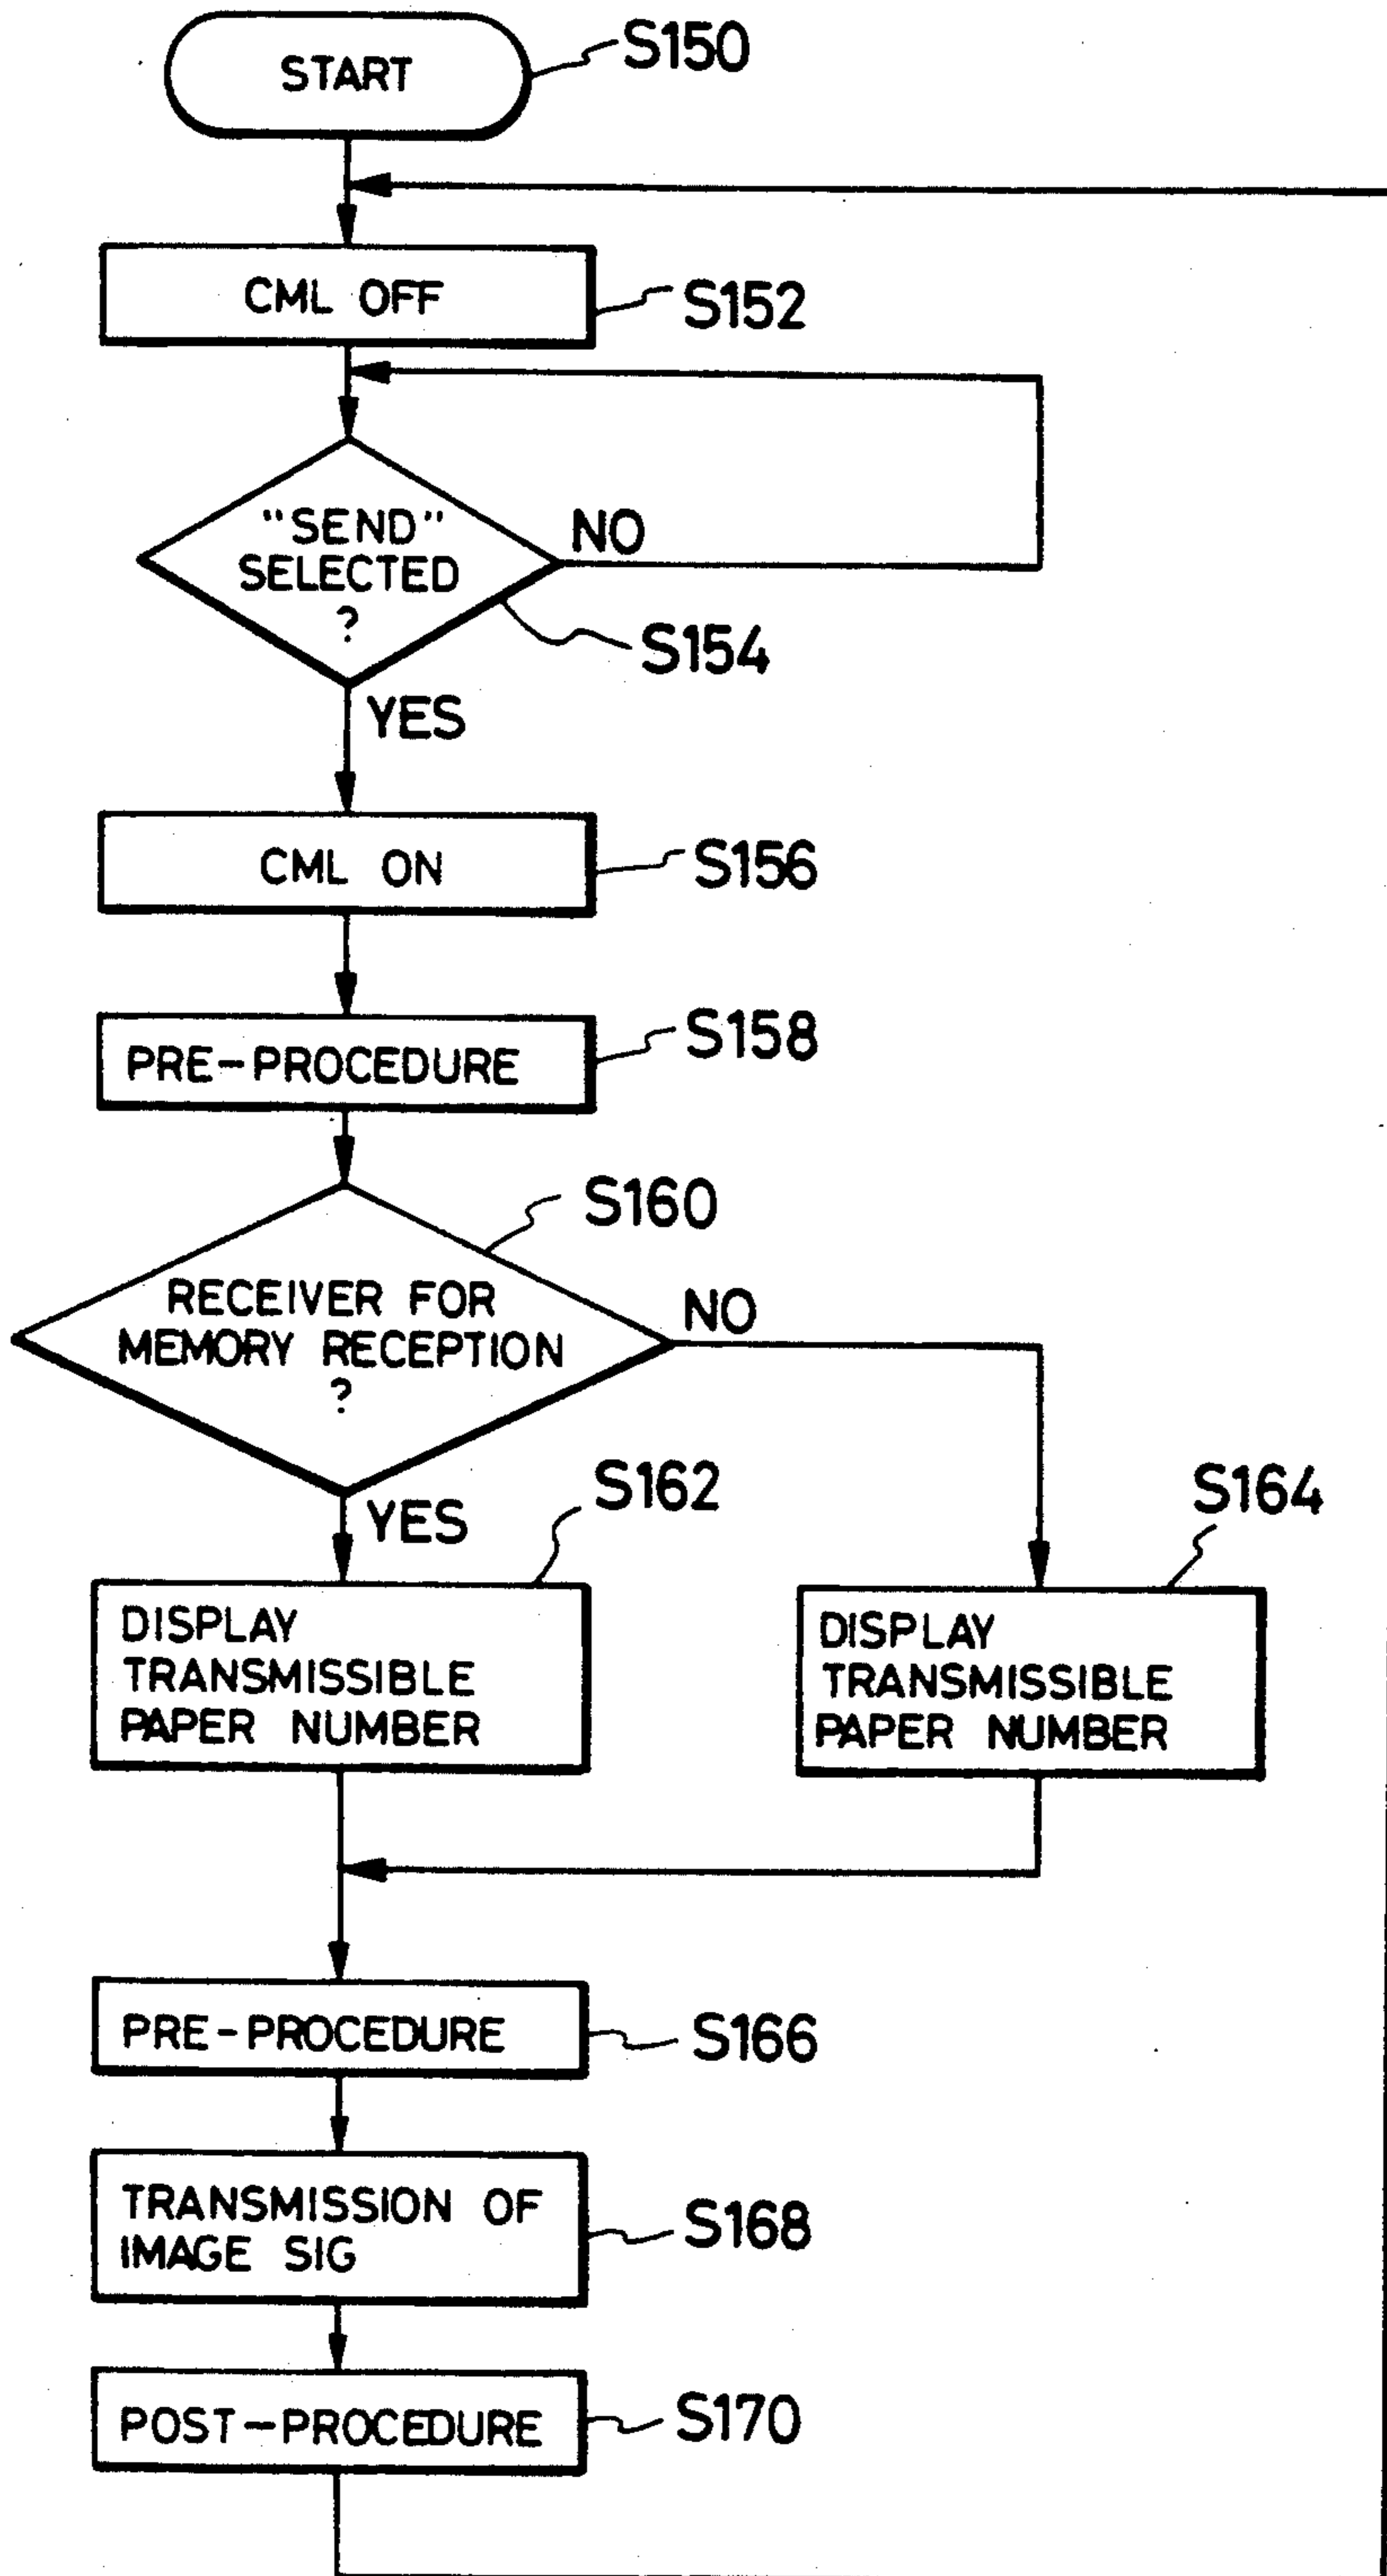 START
S150
CML OFF
S152
"SEND"
SELECTED
?
NO
S154
YES
CML ON
S156
PRE-PROCEDURE
S158
S160
RECEIVER FOR
MEMORY RECEPTION
?
NO
YES
S162
DISPLAY
TRANSMISSIBLE
PAPER NUMBER
S164
DISPLAY
TRANSMISSIBLE
PAPER NUMBER
PRE-PROCEDURE
S166
TRANSMISSION OF
IMAGE SIG
S168
POST-PROCEDURE
S170